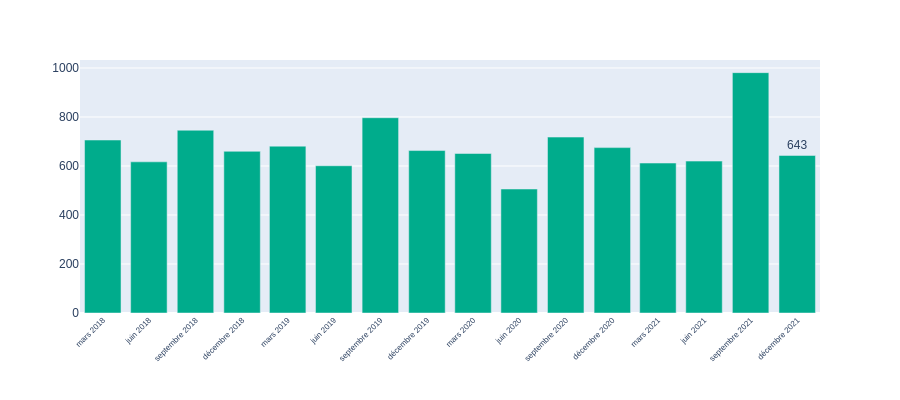 1000
800
600
400
200
0
643
mars 2018
juin 2018
septembre 2018
décembre 2018
mars 2019
juin 2019
septembre 2019
décembre 2019
mars 2020
juin 2020
septembre 2020
décembre 2020
mars 2021
juin 2021
septembre 2021
décembre 2021